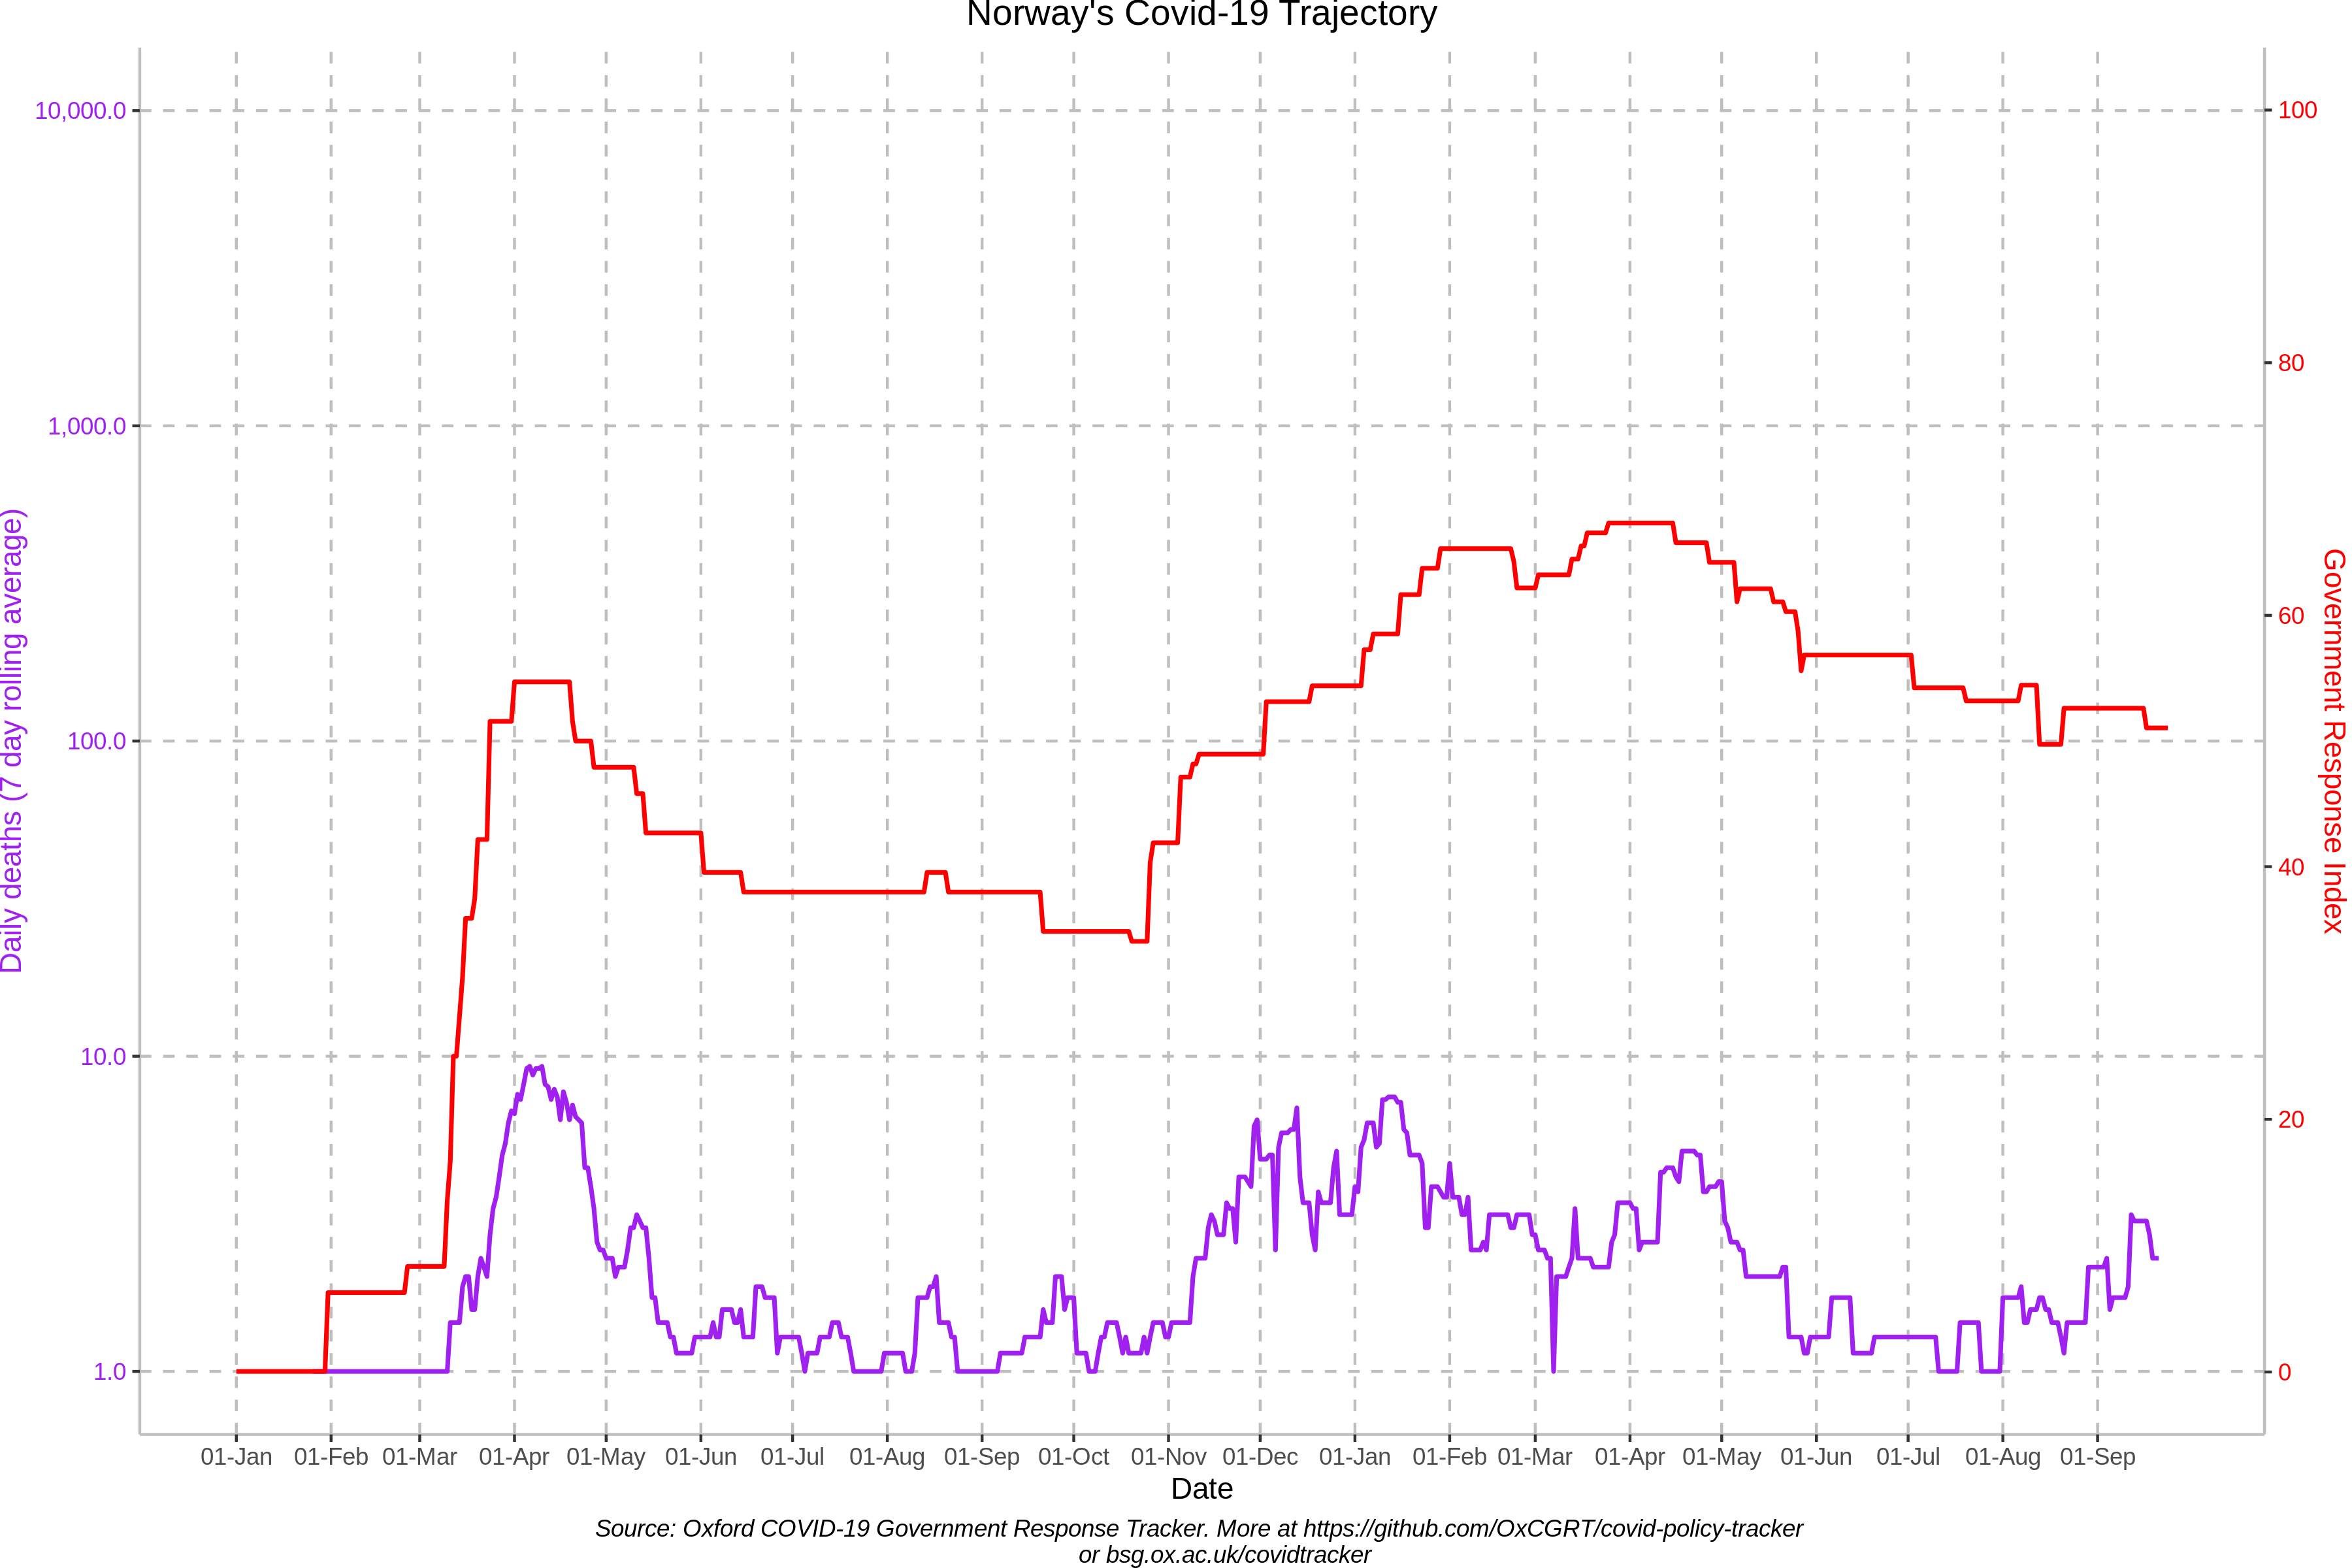 Norway's Covid-19 Trajectory
10,000.0
1,000.0
100.0
10.0
1.0
Daily deaths (7 day rolling average)
100
80
60
40
20
0
Government Response Index
01-Jan 01-Feb 01-Mar 01-Apr 01-May 01-Jun 01-Jul 01-Aug 01-Sep 01-Oct 01-Nov 01-Dec 01-Jan 01-Feb 01-Mar 01-Apr 01-May 01-Jun 01-Jul 01-Aug 01-Sep
Date
Source: Oxford COVID-19 Government Response Tracker. More at https://github.com/OxCGRT/covid-policy-tracker
or bsg.ox.ac.uk/covidtracker